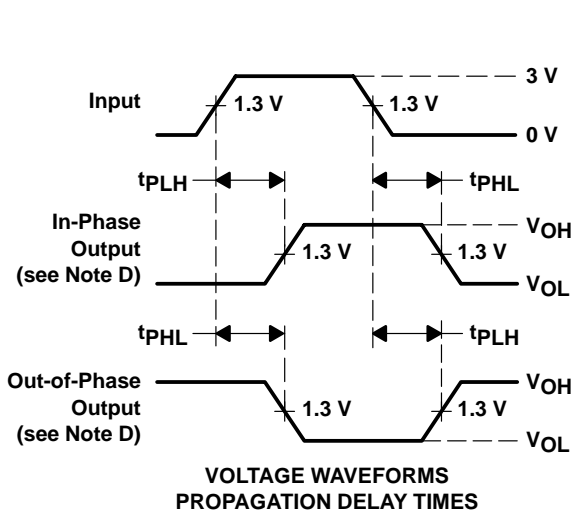 3 V
Input
1.3 V
1.3 V
0 V
tPLH
tPHL
In-Phase
Output
(see Note D)
VOH
1.3 V
1.3 V
VOL
tPHL
tPLH
Out-of-Phase
Output
(see Note D)
VOH
1.3 V
1.3 V
VOL
VOLTAGE WAVEFORMS
PROPAGATION DELAY TIMES